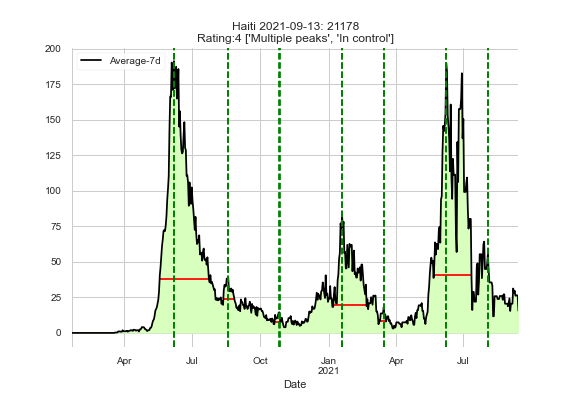 Haiti 2021-09-13: 21178
Rating:4 ['Multiple peaks', 'In control']
Average-7d
200
175
150
125
100
75
50
25
0
Apr Jul Oct Jan Apr Jul
2021
Date